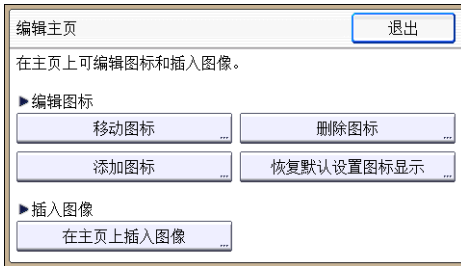 编辑主页 退出
在主页上可编辑图标和插入图像。
▶编辑图标
移动图标 ... 删除图标 ...
添加图标 ... 恢复默认设置图标显示 ...
▶插入图像
在主页上插入图像 ...